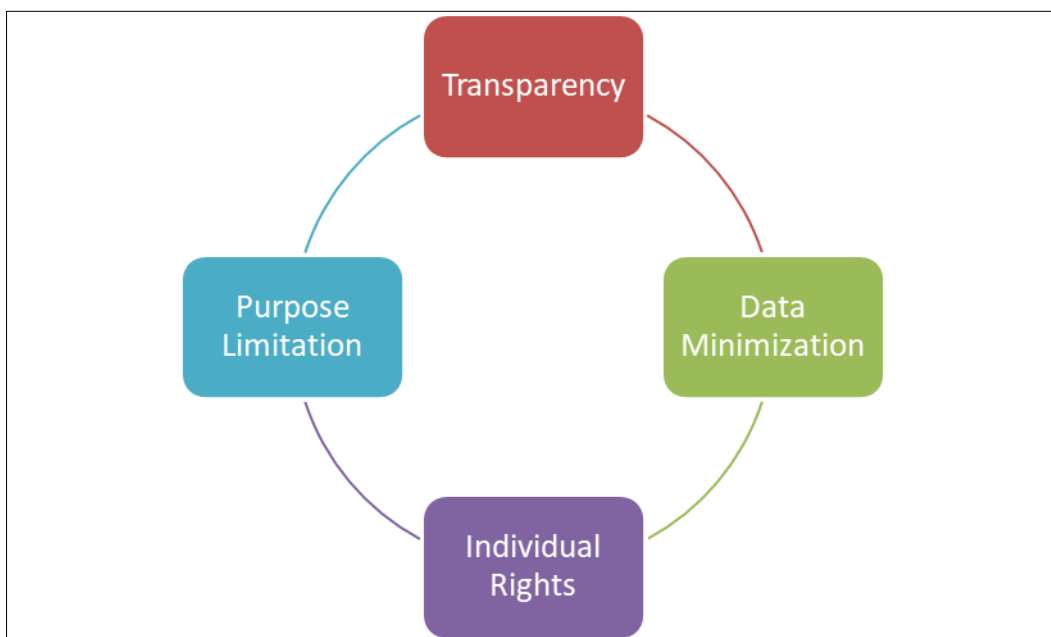 Transparency
Purpose
Limitation
Data
Minimization
Individual
Rights